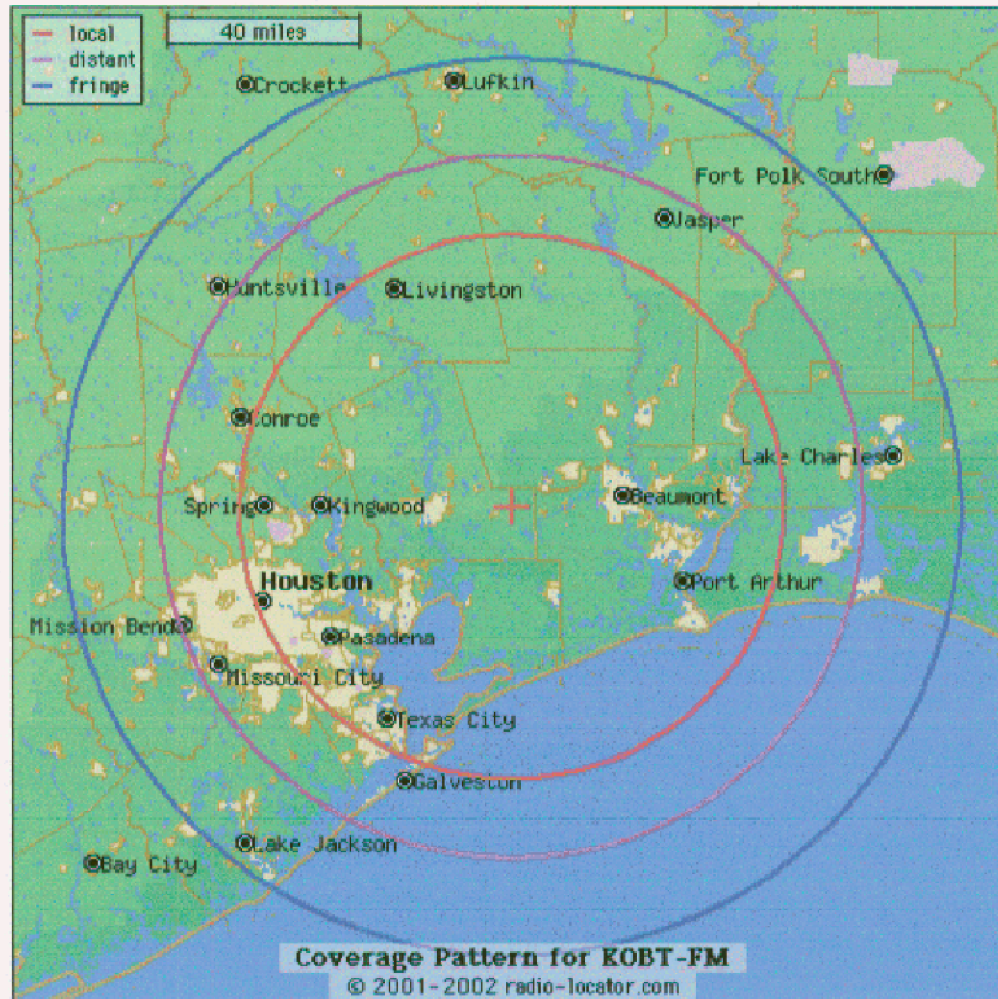 local
distant
fringe
40 miles
Crockett
Lufkin
Fort Polk South
Jasper
Huntsville
Livingston
Conroe
Lake Charles
Beaumont
Spring
Kingwood
Houston
Port Arthur
Mission Bend
Pasadena
Missouri City
Texas City
Galveston
Lake Jackson
Bay City
Coverage Pattern for KOBT-FM
© 2001-2002 radio-locator.com